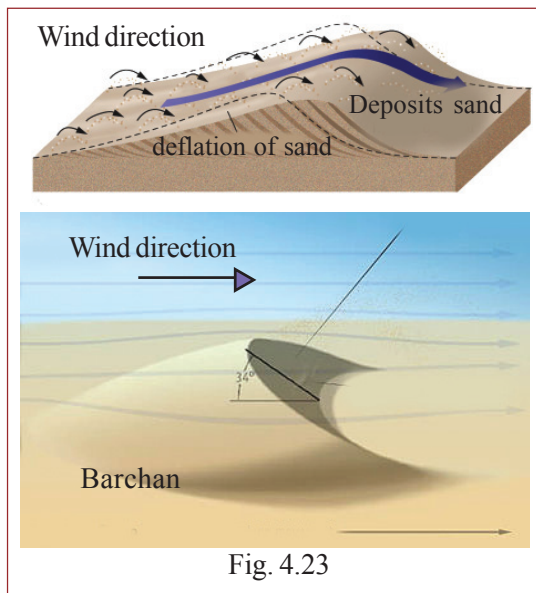 Wind direction
Deposits sand
deflation of sand
Wind direction
34°
Barchan
Fig. 4.23